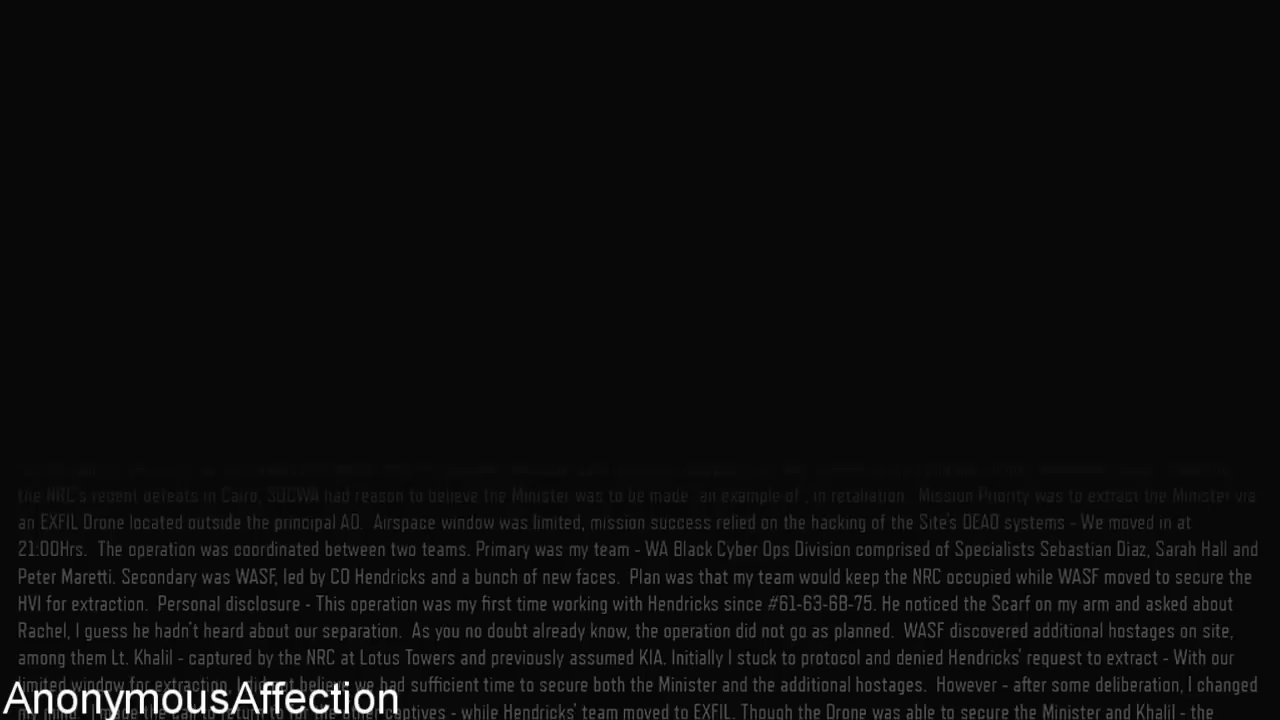 the NRC's recent defeats in Cairo, SOCWA had reason to believe the Minister was to be made 'an example of', in retaliation. Mission Priority was to extract the Minister via
an EXFIL Drone located outside the principal AO. Airspace window was limited, mission success relied on the hacking of the Site's DEAD systems - We moved in at
21:00Hrs. The operation was coordinated between two teams. Primary was my team - WA Black Cyber Ops Division comprised of Specialists Sebastian Diaz, Sarah Hall and
Peter Maretti. Secondary was WASF, led by CO Hendricks and a bunch of new faces. Plan was that my team would keep the NRC occupied while WASF moved to secure the
HVI for extraction. Personal disclosure - This operation was my first time working with Hendricks since #61-63-6B-75. He noticed the Scarf on my arm and asked about
Rachel, I guess he hadn't heard about our separation. As you no doubt already know, the operation did not go as planned. WASF discovered additional hostages on site,
among them Lt. Khalil - captured by the NRC at Lotus Towers and previously assumed KIA. Initially I stuck to protocol and denied Hendricks' request to extract - With our
limited window for extraction, I did not believe we had sufficient time to secure both the Minister and the additional hostages. However - after some deliberation, I changed
captives - while Hendricks' team moved to EXFIL. Though the Drone was able to secure the Minister and Khalil - the
AnonymousAffection